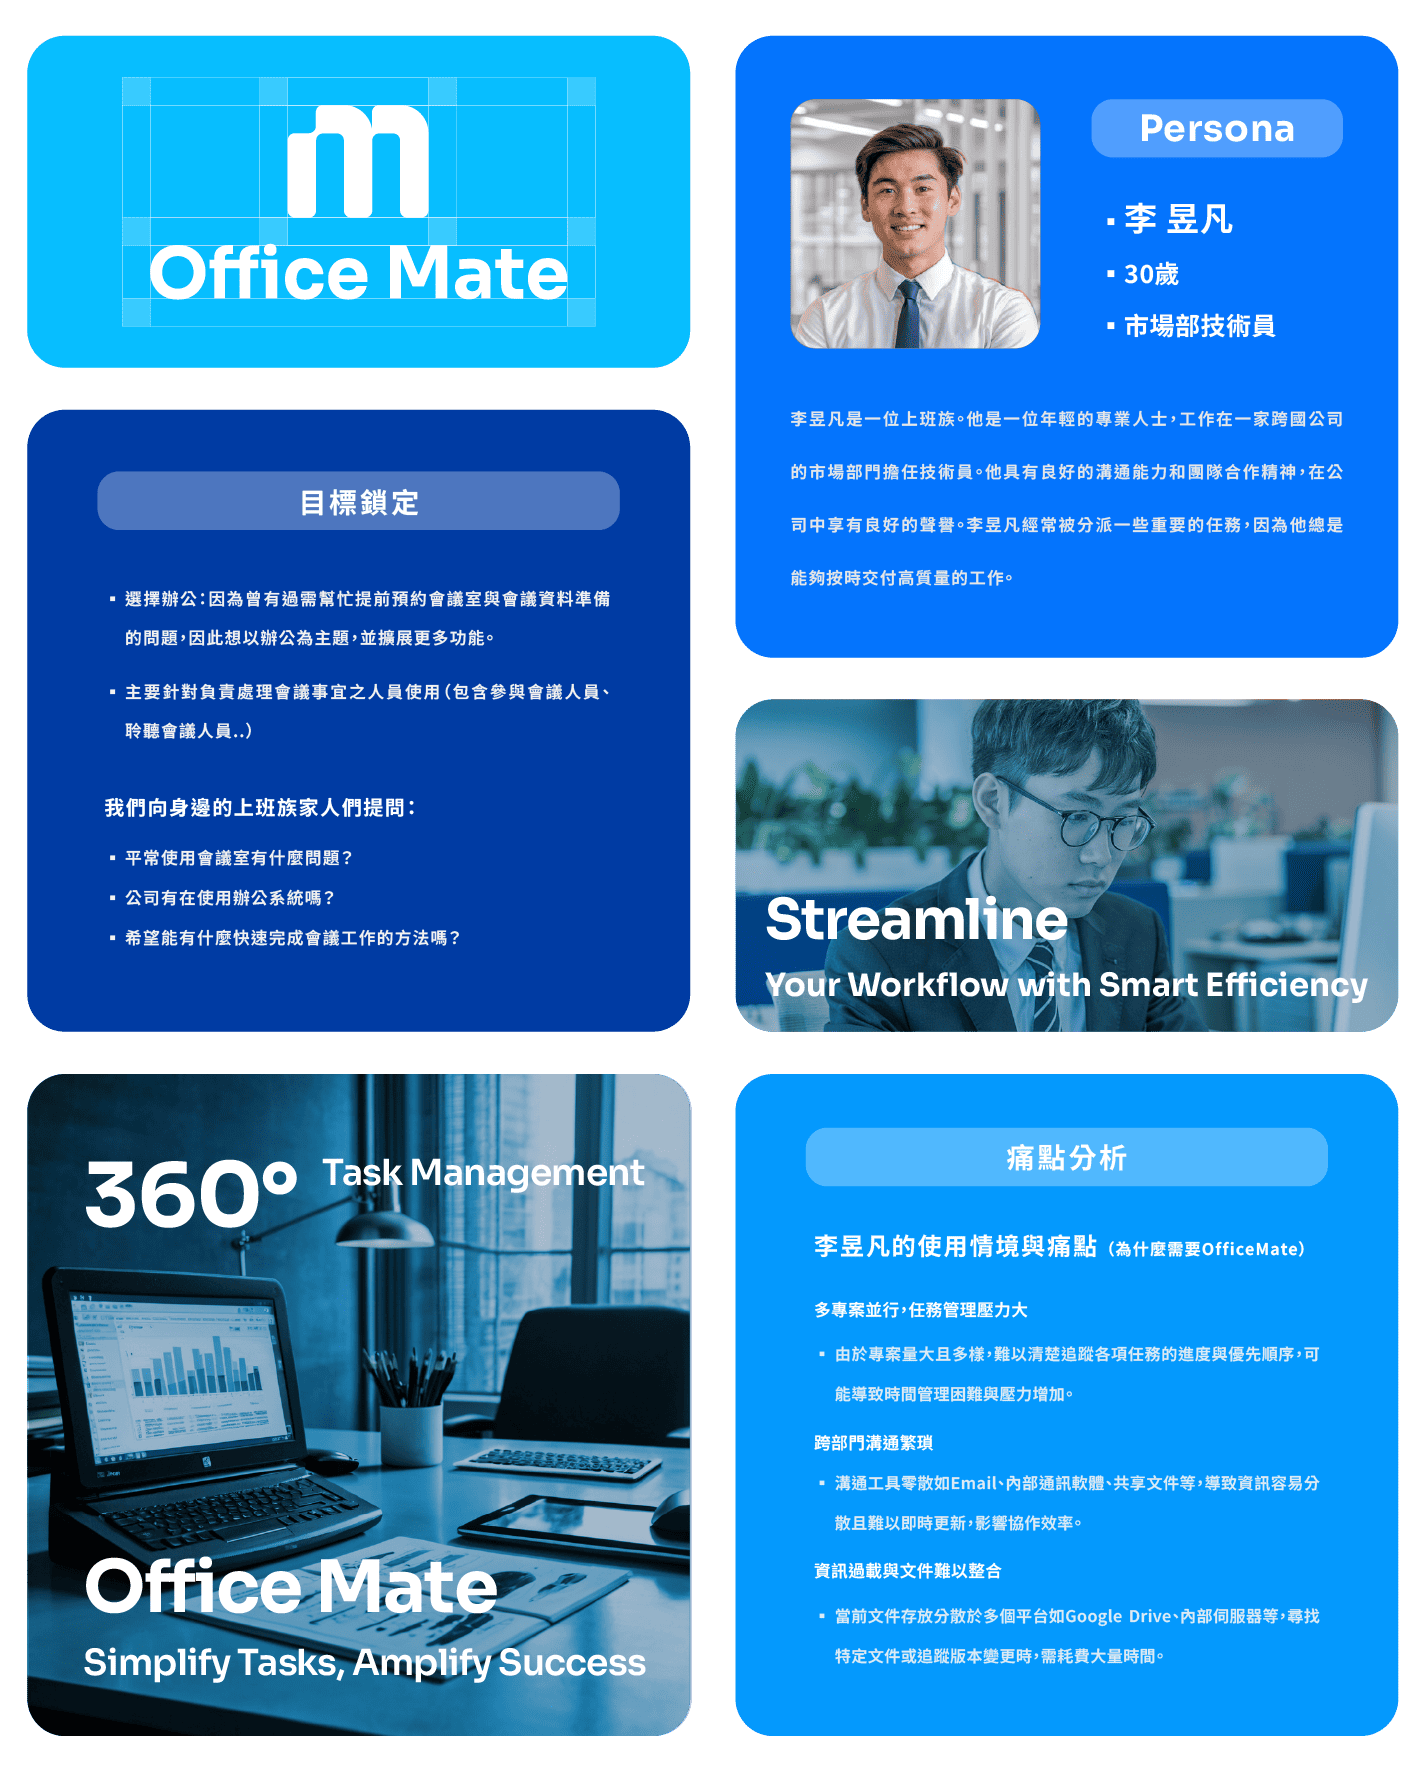 m
Office Mate
Persona
▪ 李 昱凡
▪ 30歲
▪ 市場部技術員
李昱凡是一位上班族。他是一位年輕的專業人士，工作在一家跨國公司
的市場部門擔任技術員。他具有良好的溝通能力和團隊合作精神，在公
司中享有良好的聲譽。李昱凡經常被分派一些重要的任務，因為他總是
能夠按時交付高質量的工作。
目標鎖定
▪ 選擇辦公：因為曾有過需幫忙提前預約會議室與會議資料準備
的問題，因此想以辦公為主題，並擴展更多功能。
▪ 主要針對負責處理會議事宜之人員使用（包含參與會議人員、
聆聽會議人員..）
我們向身邊的上班族家人們提問：
▪ 平常使用會議室有什麼問題？
▪ 公司有在使用辦公系統嗎？
▪ 希望能有什麼快速完成會議工作的方法嗎？
Streamline
Your Workflow with Smart Efficiency
360° Task Management
Office Mate
Simplify Tasks, Amplify Success
痛點分析
李昱凡的使用情境與痛點（為什麼需要OfficeMate）
多專案並行，任務管理壓力大
▪ 由於專案量大且多樣，難以清楚追蹤各項任務的進度與優先順序，可
能導致時間管理困難與壓力增加。
跨部門溝通繁瑣
▪ 溝通工具零散如Email、內部通訊軟體、共享文件等，導致資訊容易分
散且難以即時更新，影響協作效率。
資訊過載與文件難以整合
▪ 當前文件存放分散於多個平台如Google Drive、內部伺服器等，尋找
特定文件或追蹤版本變更時，需耗費大量時間。